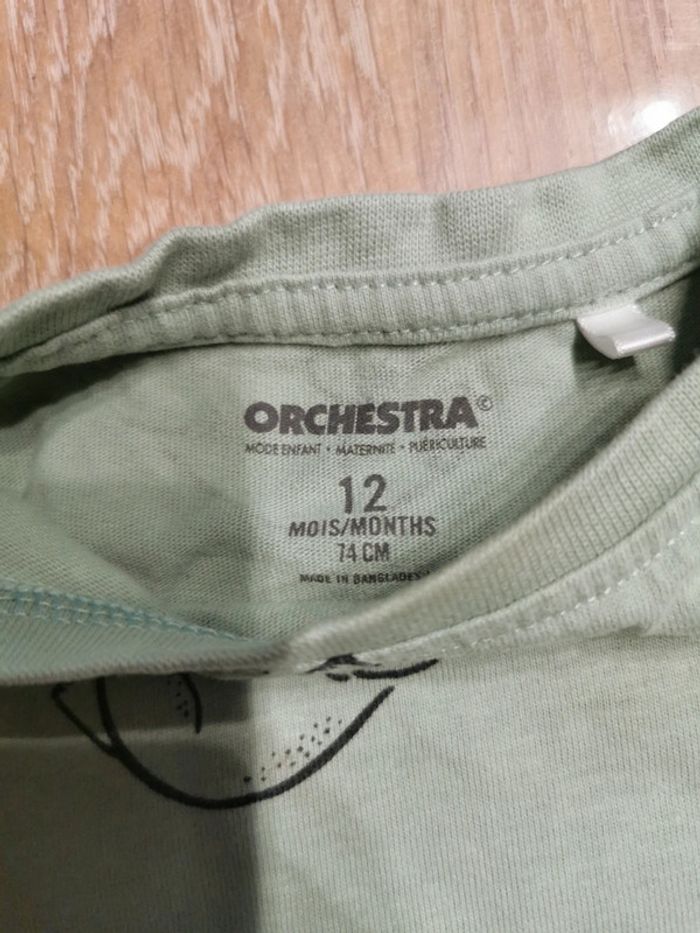 ORCHESTRA©
MODE ENFANT • MATERNITÉ • PUÉRICULTURE
12
MOIS/MONTHS
74 CM
MADE IN BANGLADESH